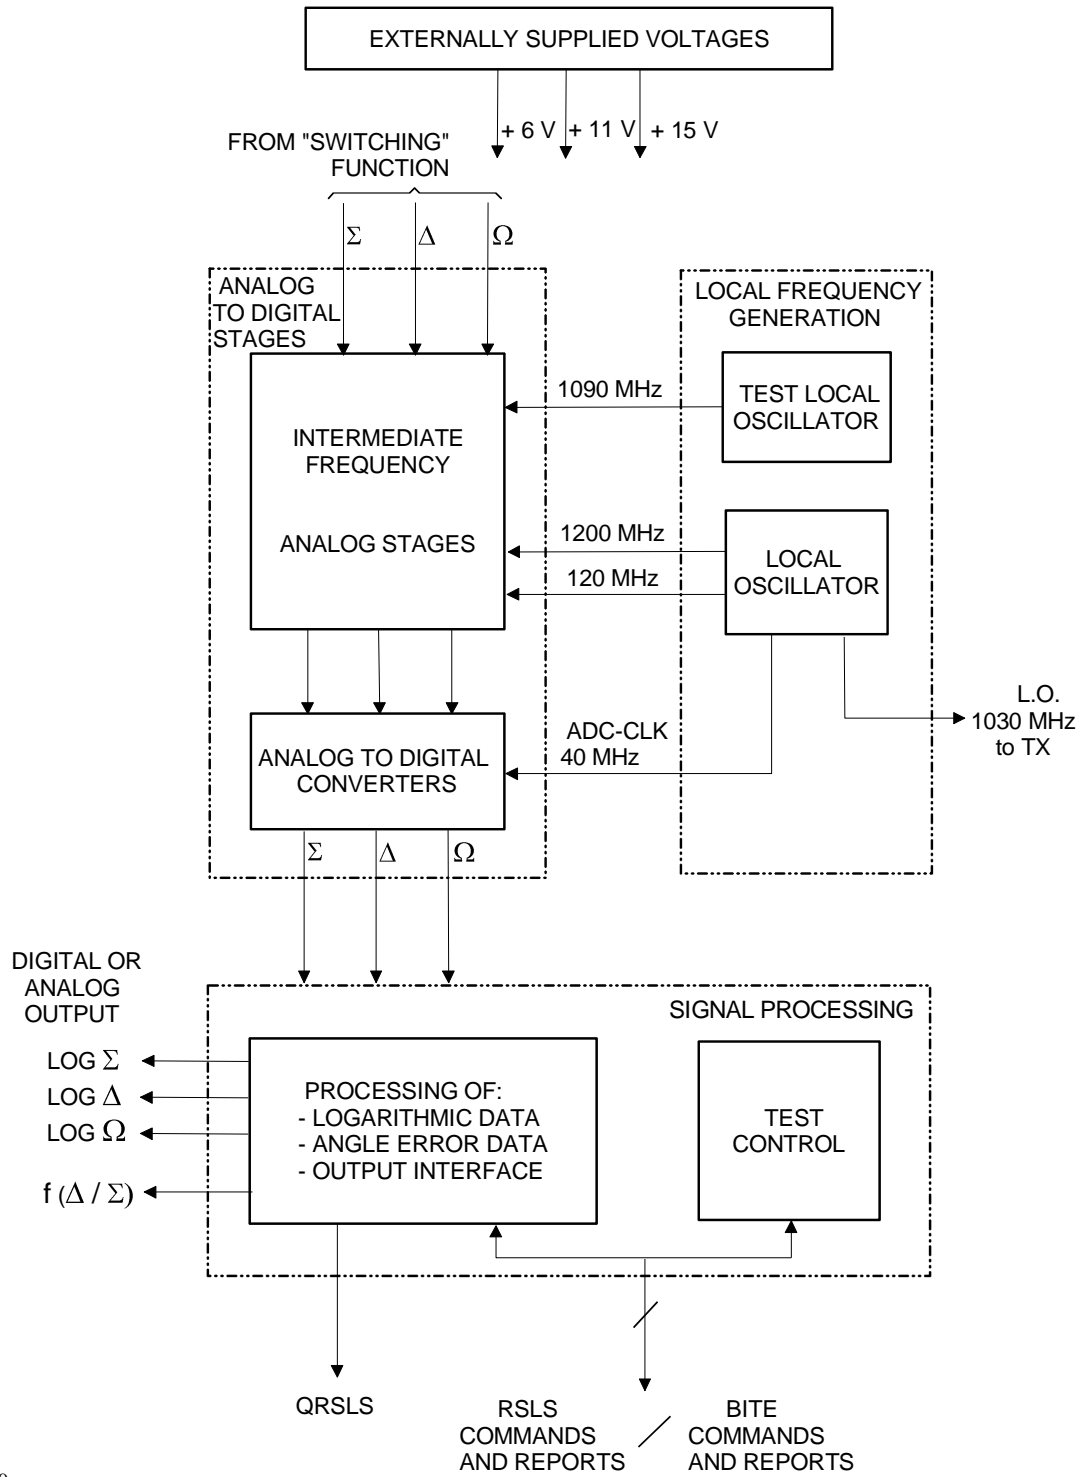 EXTERNALLY SUPPLIED VOLTAGES
+ 6 V
+ 11 V
+ 15 V
FROM "SWITCHING"
FUNCTION
Σ
Δ
Ω
ANALOG
TO DIGITAL
STAGES
LOCAL FREQUENCY
GENERATION
INTERMEDIATE
FREQUENCY
ANALOG STAGES
1090 MHz
TEST LOCAL
OSCILLATOR
1200 MHz
120 MHz
LOCAL
OSCILLATOR
L.O.
1030 MHz
to TX
ADC-CLK
40 MHz
ANALOG TO DIGITAL
CONVERTERS
Σ
Δ
Ω
DIGITAL OR
ANALOG
OUTPUT
SIGNAL PROCESSING
LOG Σ
LOG Δ
LOG Ω
f (Δ / Σ)
PROCESSING OF:
- LOGARITHMIC DATA
- ANGLE ERROR DATA
- OUTPUT INTERFACE
TEST
CONTROL
QRSLS
RSLS
COMMANDS
AND REPORTS
/
BITE
COMMANDS
AND REPORTS